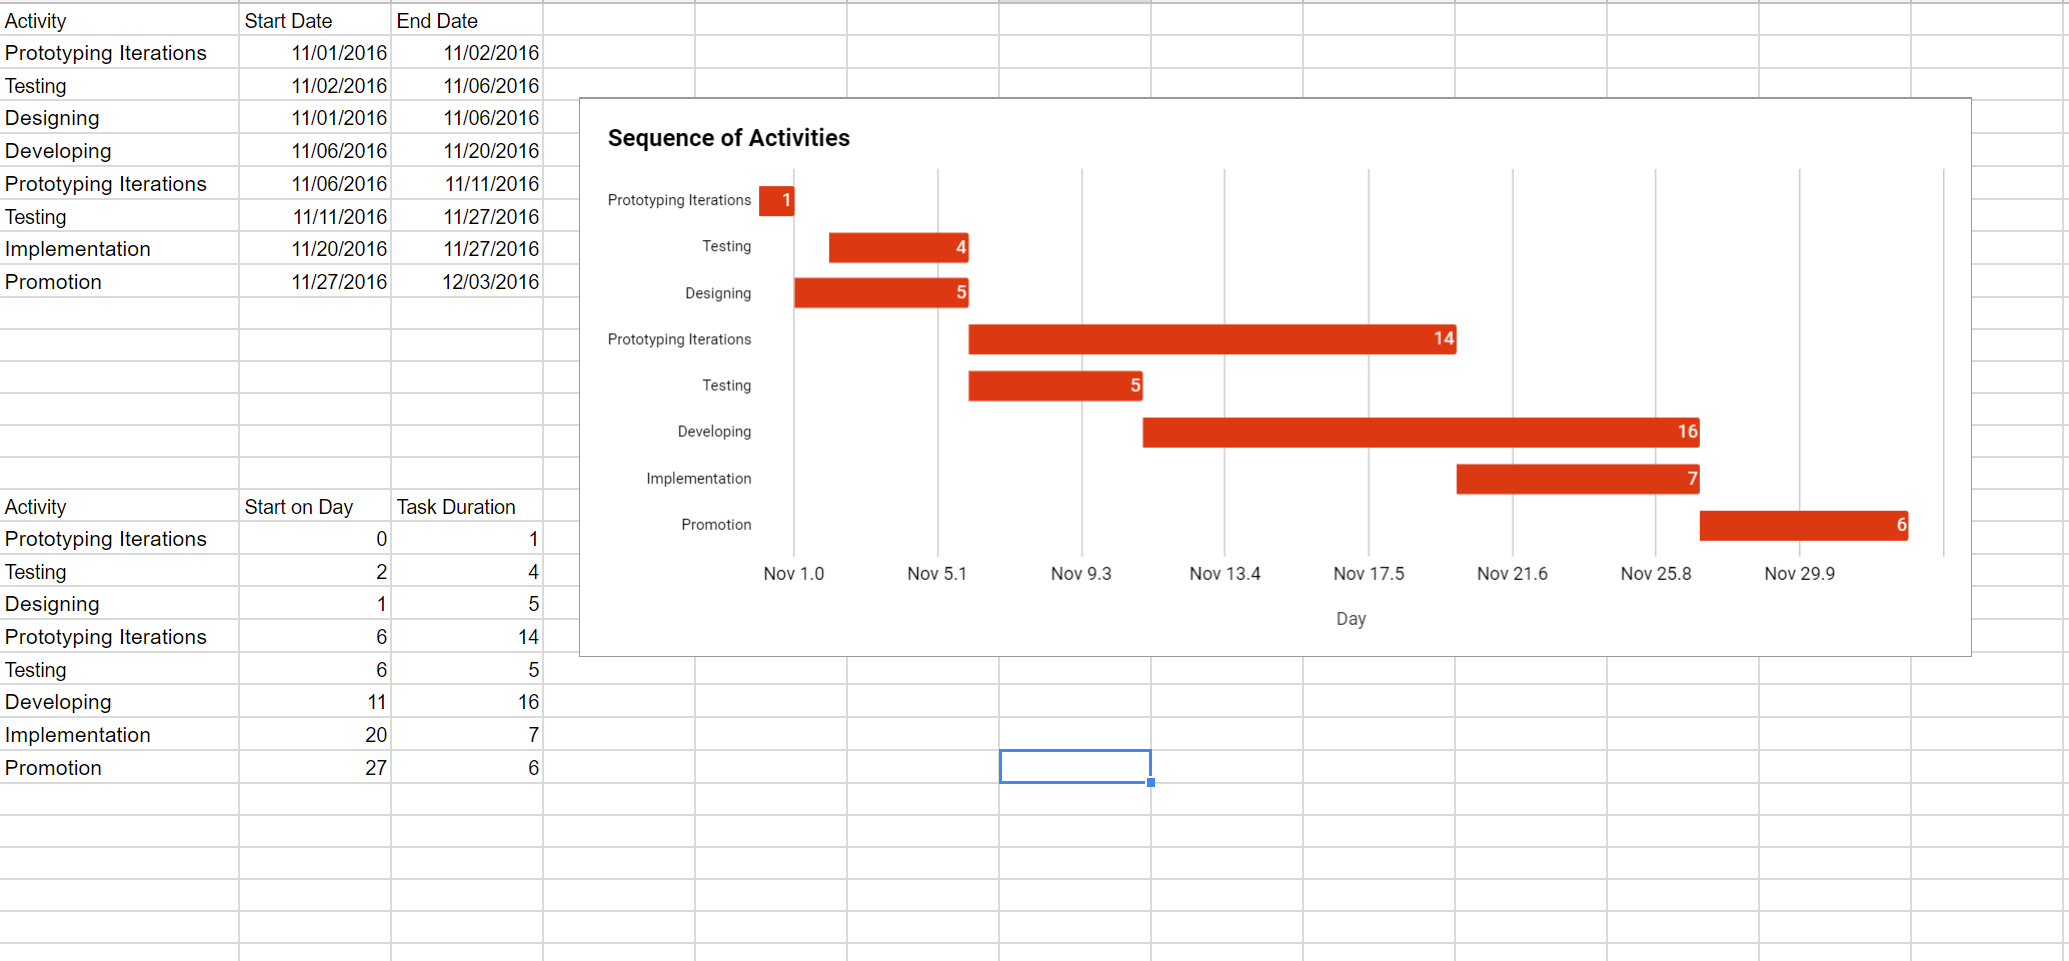 Activity Start Date End Date
Prototyping Iterations 11/01/2016 11/02/2016
Testing 11/02/2016 11/06/2016
Designing 11/01/2016 11/06/2016
Developing 11/06/2016 11/20/2016
Prototyping Iterations 11/06/2016 11/11/2016
Testing 11/11/2016 11/27/2016
Implementation 11/20/2016 11/27/2016
Promotion 11/27/2016 12/03/2016
Activity Start on Day Task Duration
Prototyping Iterations 0 1
Testing 2 4
Designing 1 5
Prototyping Iterations 6 14
Testing 6 5
Developing 11 16
Implementation 20 7
Promotion 27 6
Sequence of Activities
Prototyping Iterations 1
Testing 4
Designing 5
Prototyping Iterations 14
Testing 5
Developing 16
Implementation 7
Promotion 6
Nov 1.0 Nov 5.1 Nov 9.3 Nov 13.4 Nov 17.5 Nov 21.6 Nov 25.8 Nov 29.9
Day